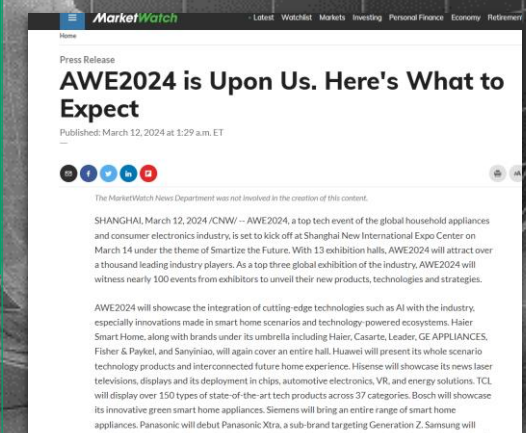 MarketWatch
Latest Watchlist Markets Investing Personal Finance Economy Retirement
Home
Press Release
AWE2024 is Upon Us. Here's What to
Expect
Published: March 12, 2024 at 1:29 a.m. ET
The MarketWatch News Department was not involved in the creation of this content.
SHANGHAI, March 12, 2024 /CNW/ -- AWE2024, a top tech event of the global household appliances
and consumer electronics industry, is set to kick off at Shanghai New International Expo Center on
March 14 under the theme of Smartize the Future. With 13 exhibition halls, AWE2024 will attract over
a thousand leading industry players. As a top three global exhibition of the industry, AWE2024 will
witness nearly 100 events from exhibitors to unveil their new products, technologies and strategies.
AWE2024 will showcase the integration of cutting-edge technologies such as AI with the industry,
especially innovations made in smart home scenarios and technology-powered ecosystems. Haier
Smart Home, along with brands under its umbrella including Haier, Casarte, Leader, GE APPLIANCES,
Fisher & Paykel, and Sanyiniao, will again cover an entire hall. Huawei will present its whole scenario
technology products and interconnected future home experience. Hisense will showcase its news laser
televisions, displays and its deployment in chips, automotive electronics, VR, and energy solutions. TCL
will display over 150 types of state-of-the-art tech products across 37 categories. Bosch will showcase
its innovative green smart home appliances. Siemens will bring an entire range of smart home
appliances. Panasonic will debut Panasonic Xtra, a sub-brand targeting Generation Z. Samsung will